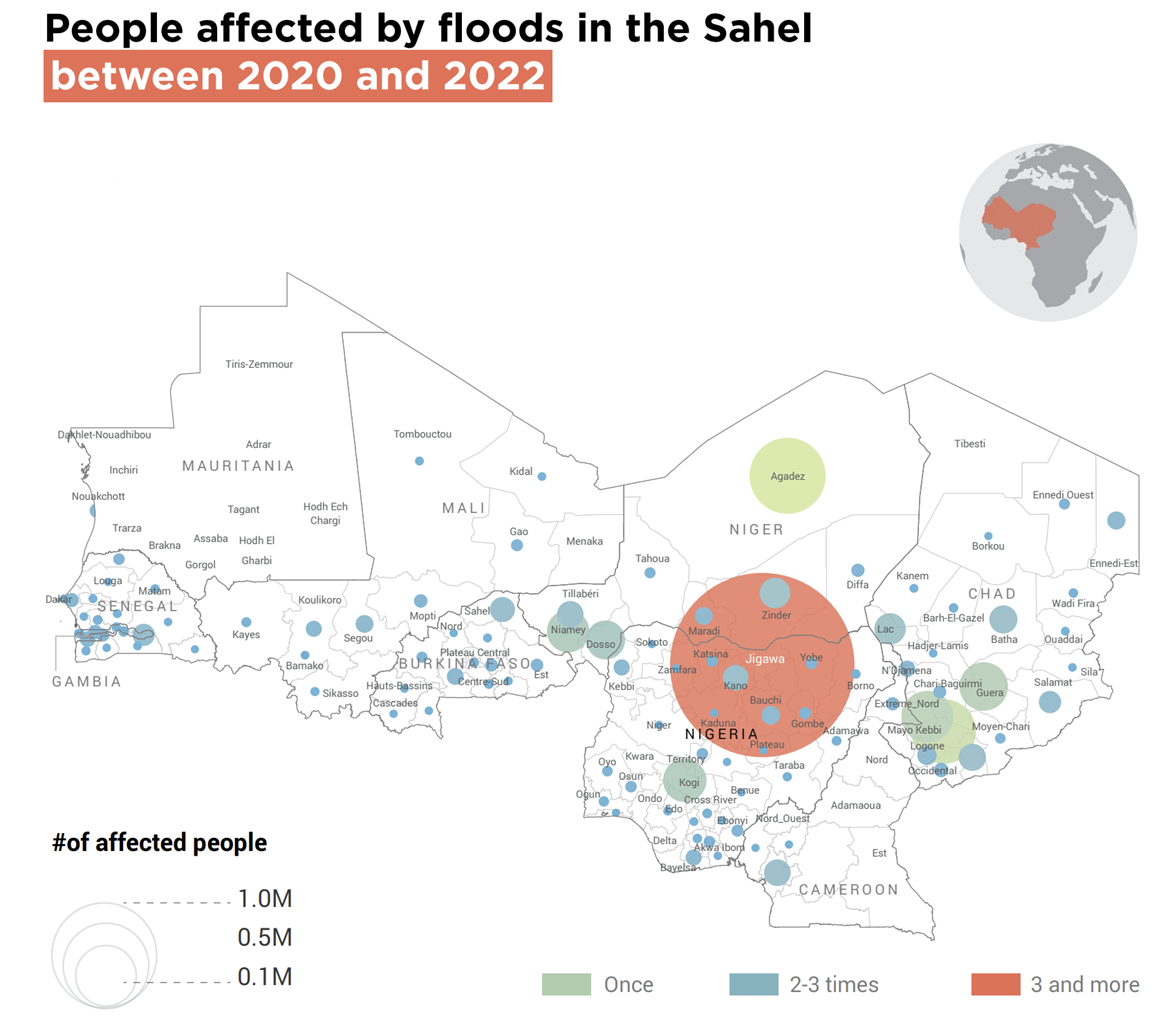 People affected by floods in the Sahel
between 2020 and 2022
Tiris-Zemmour
Dakhlet-Nouadhibou
Tombouctou
Adrar
Tibesti
MAURITANIA
Inchiri
Kidal
Agadez
Nouakchott
Ennedi Ouest
Tagant
Hodh Ech
Chargi
MALI
Trarza
NIGER
Gao
Assaba
Hodh El
Menaka
Brakna
Borkou
Gharbi
Gorgol
Tahoua
Ennedi-Est
Kanem
Diffa
Louga
Matam
Tillabéri
CHAD
Dakar
Koulikoro
SENEGAL
Sahel
Mopti
Zinder
Wadi Fira
Barh-El-Gazel
Nord
Niamey
Maradi
Lac
Kayes
Segou
Batha
Ouaddai
Dosso
Sokoto
Hadjer-Lamis
Plateau Central
Katsina
Jigawa
Yobe
Bamako
BURKINA FASO
Zamfara
N'Djamena
Sila
Est
GAMBIA
Centre-Sud
Kebbi
Kano
Borno
Chari-Baguirmi
Salamat
Hauts-Bassins
Sikasso
Guera
Bauchi
Cascades
Extreme_Nord
Niger
Kaduna
Gombe
Moyen-Chari
Mayo Kebbi
NIGERIA
Adamawa
Plateau
Logone
Kwara
Territory
Nord
Oyo
Taraba
Occidental
Osun
Kogi
Benue
Ogun
Ondo
Cross River
Adamaoua
Edo
Nord_Ouest
Ebonyi
Delta
Akwa Ibom
Est
Bayelsa
CAMEROON
#of affected people
1.0M
0.5M
0.1M
Once
2-3 times
3 and more